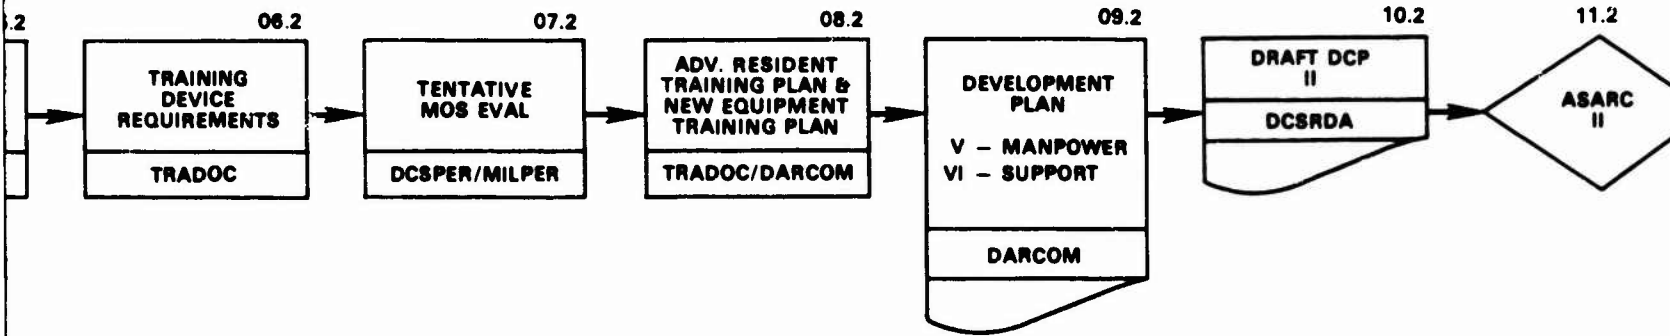 .2
06.2
07.2
08.2
09.2
10.2
11.2
TRAINING
DEVICE
REQUIREMENTS
TRADOC
TENTATIVE
MOS EVAL
DCSPER/MILPER
ADV. RESIDENT
TRAINING PLAN &
NEW EQUIPMENT
TRAINING PLAN
TRADOC/DARCOM
DEVELOPMENT
PLAN
V – MANPOWER
VI – SUPPORT
DARCOM
DRAFT DCP
II
DCSRDA
ASARC
II